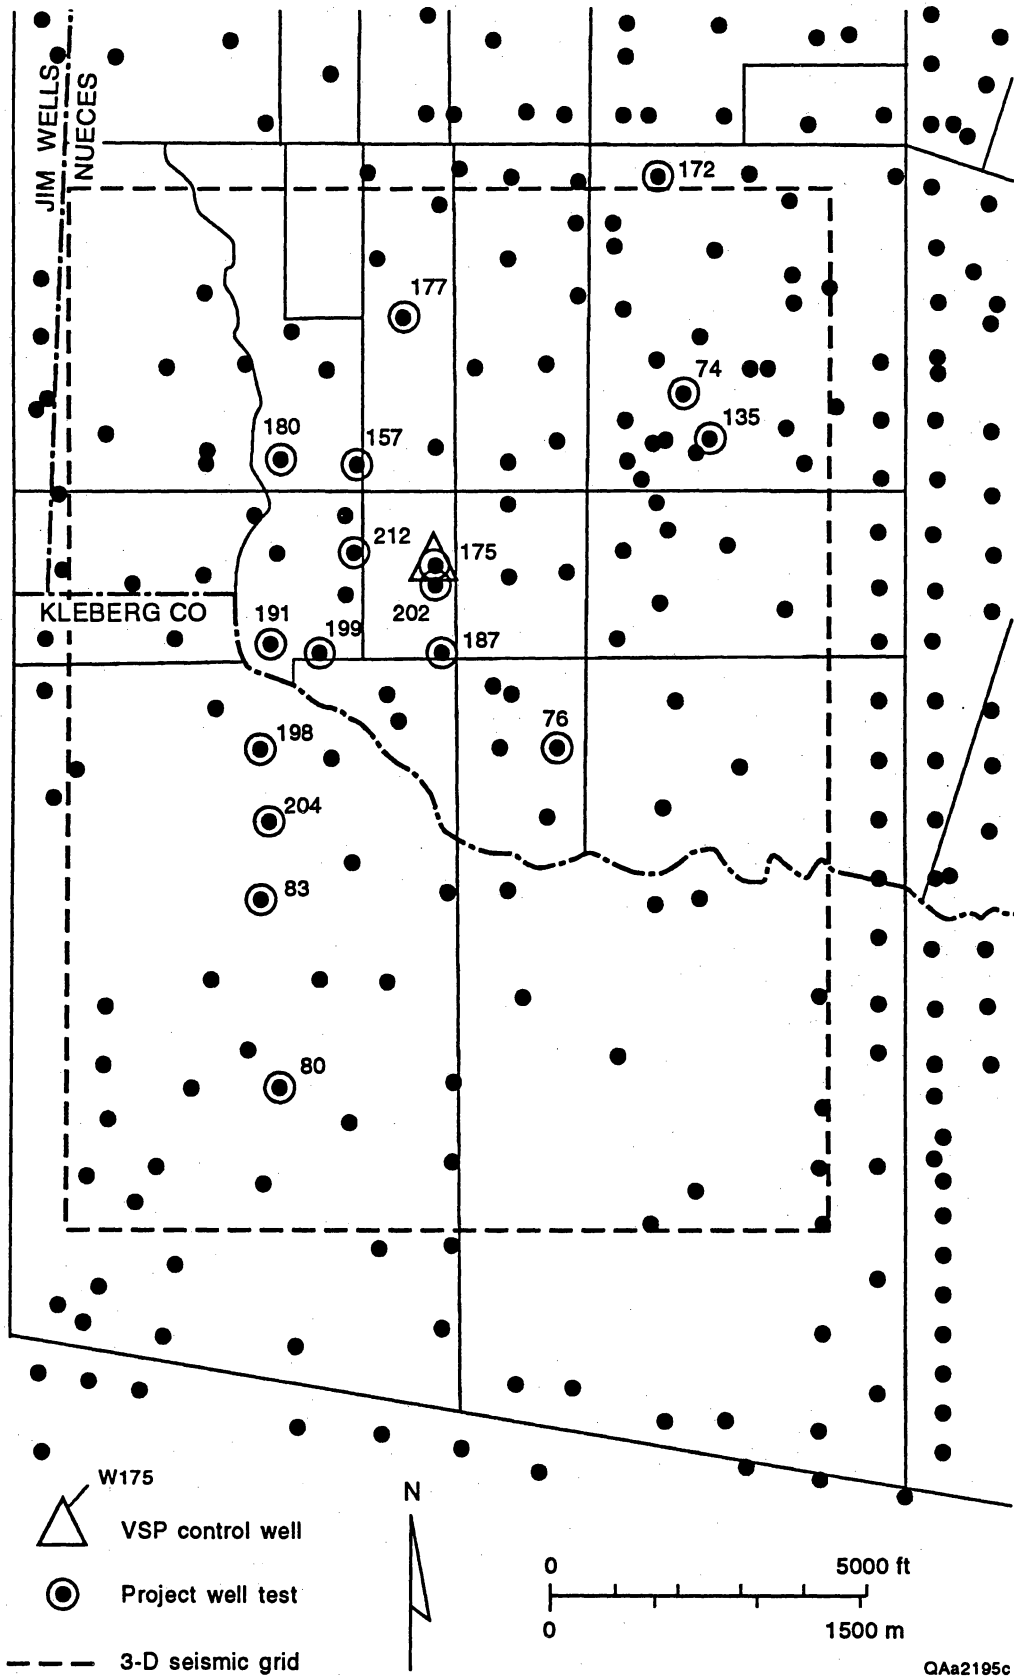 JIM WELLS
NUECES
172
177
74
135
180
157
212
175
202
KLEBERG CO
191
199
187
198
76
204
83
80
W175
VSP control well
Project well test
3-D seismic grid
N
0
5000 ft
0
1500 m
QAa2195c